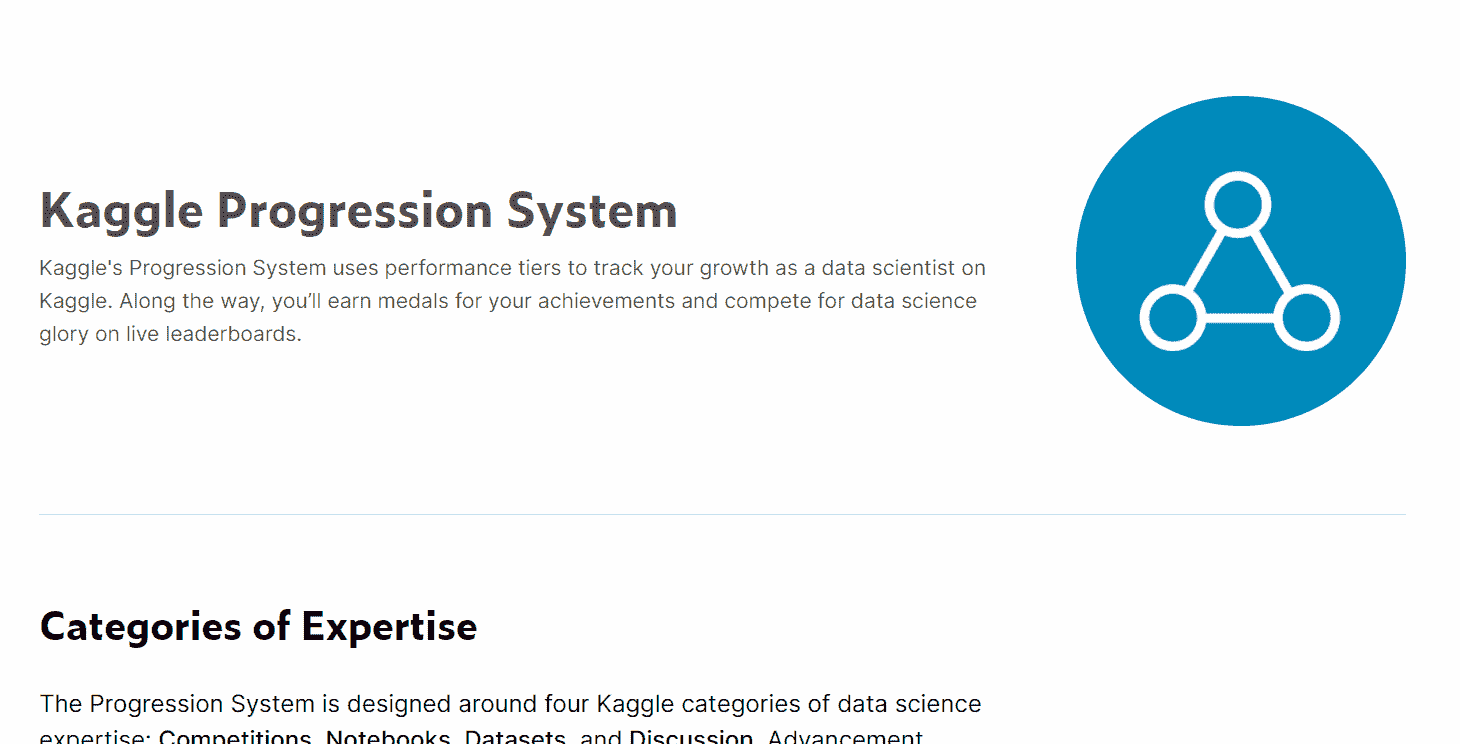 Kaggle Progression System
Kaggle's Progression System uses performance tiers to track your growth as a data scientist on
Kaggle. Along the way, you’ll earn medals for your achievements and compete for data science
glory on live leaderboards.
Categories of Expertise
The Progression System is designed around four Kaggle categories of data science
expertise: Competitions, Notebooks, Datasets, and Discussion. Advancement